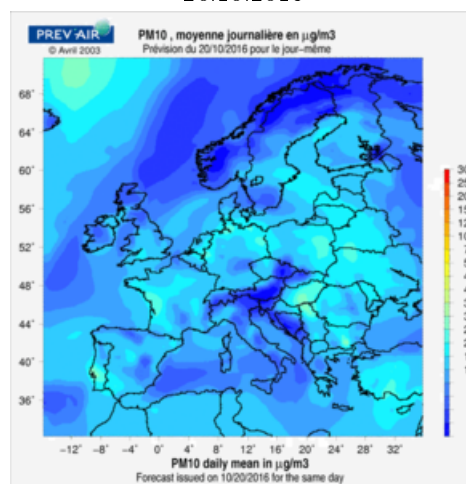 PREV'AIR
© Avril 2003
PM10 , moyenne journalière en µg/m3
Prévision du 20/10/2016 pour le jour-même
68°
64°
60°
56°
52°
48°
44°
40°
36°
-12° -8° -4° 0° 4° 8° 12° 16° 20° 24° 28° 32°
PM10 daily mean in µg/m3
Forecast issued on 10/20/2016 for the same day